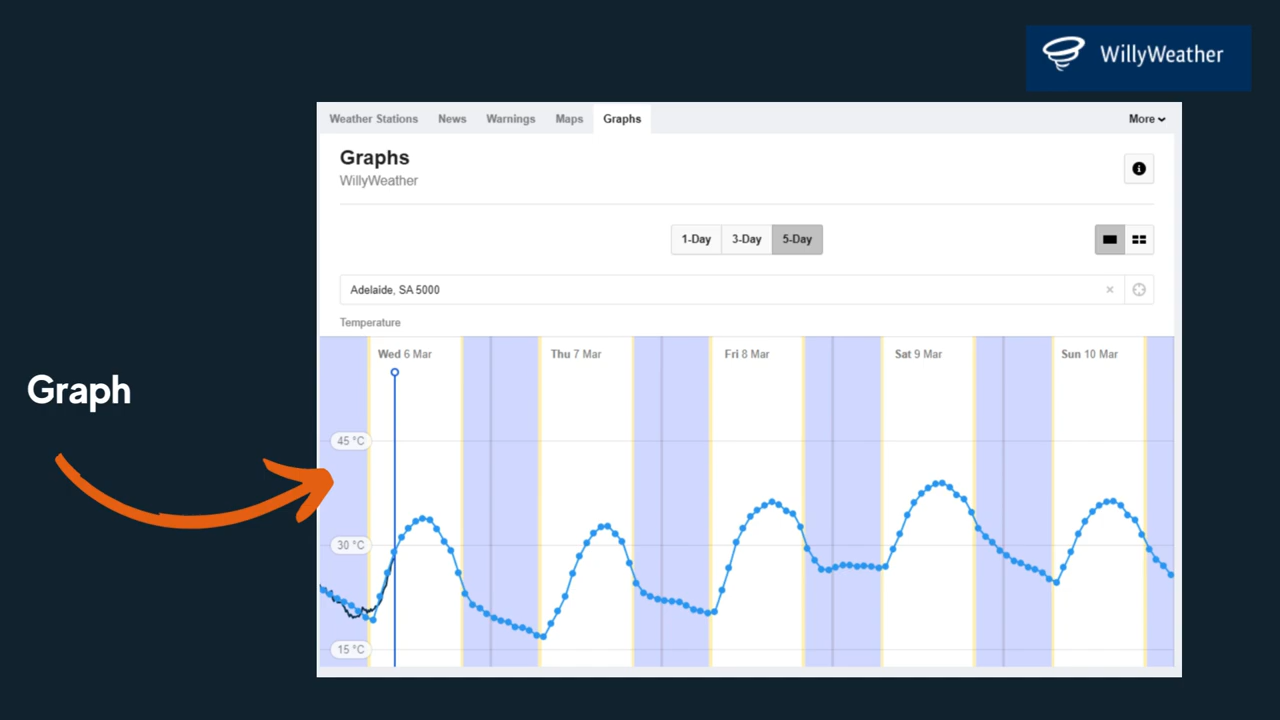 WillyWeather
Weather Stations News Warnings Maps Graphs More
Graphs
WillyWeather
1-Day 3-Day 5-Day
Adelaide, SA 5000
Temperature
Wed 6 Mar Thu 7 Mar Fri 8 Mar Sat 9 Mar Sun 10 Mar
Graph
45 °C
30 °C
15 °C